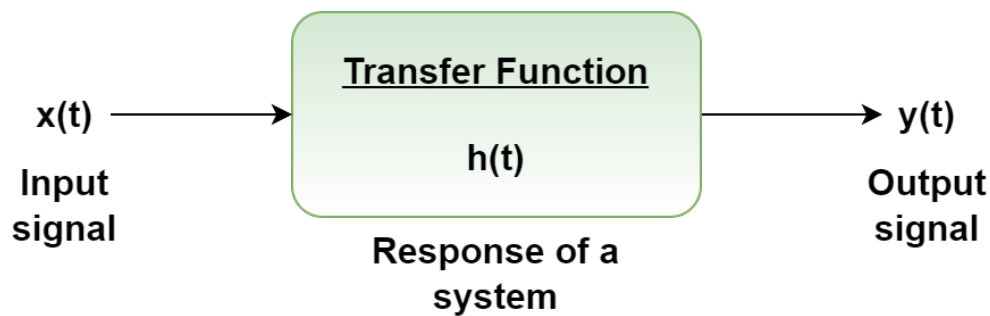 Transfer Function
x(t)
h(t)
y(t)
Input
signal
Output
signal
Response of a
system